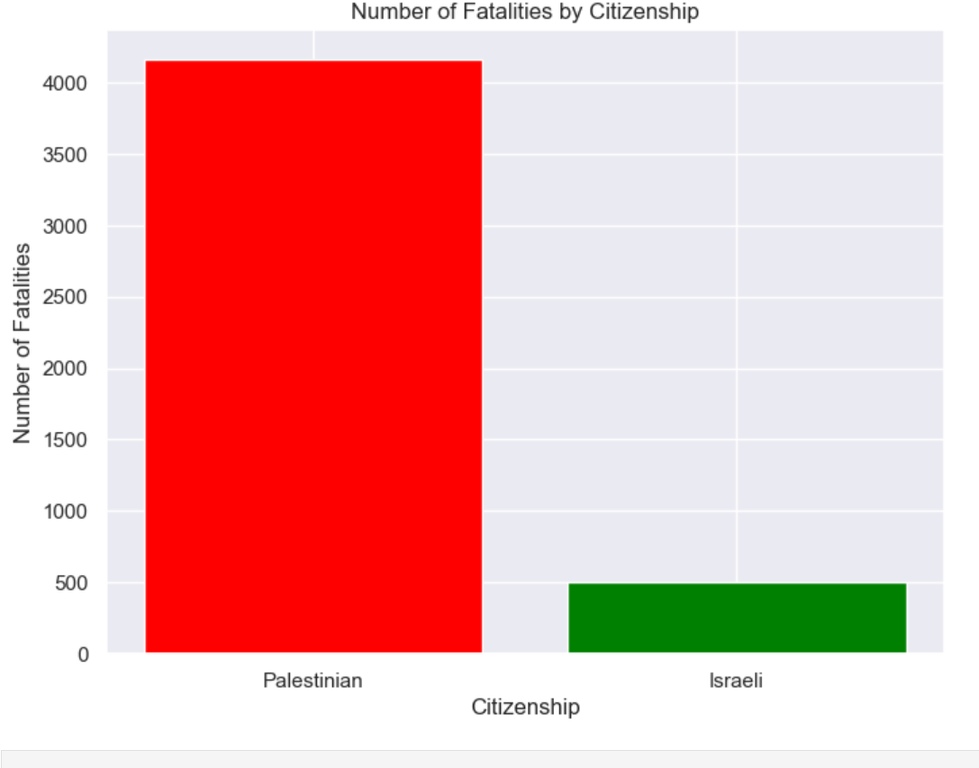 Number of Fatalities by Citizenship
4000
3500
3000
2500
2000
1500
1000
500
0
Number of Fatalities
Palestinian Israeli
Citizenship